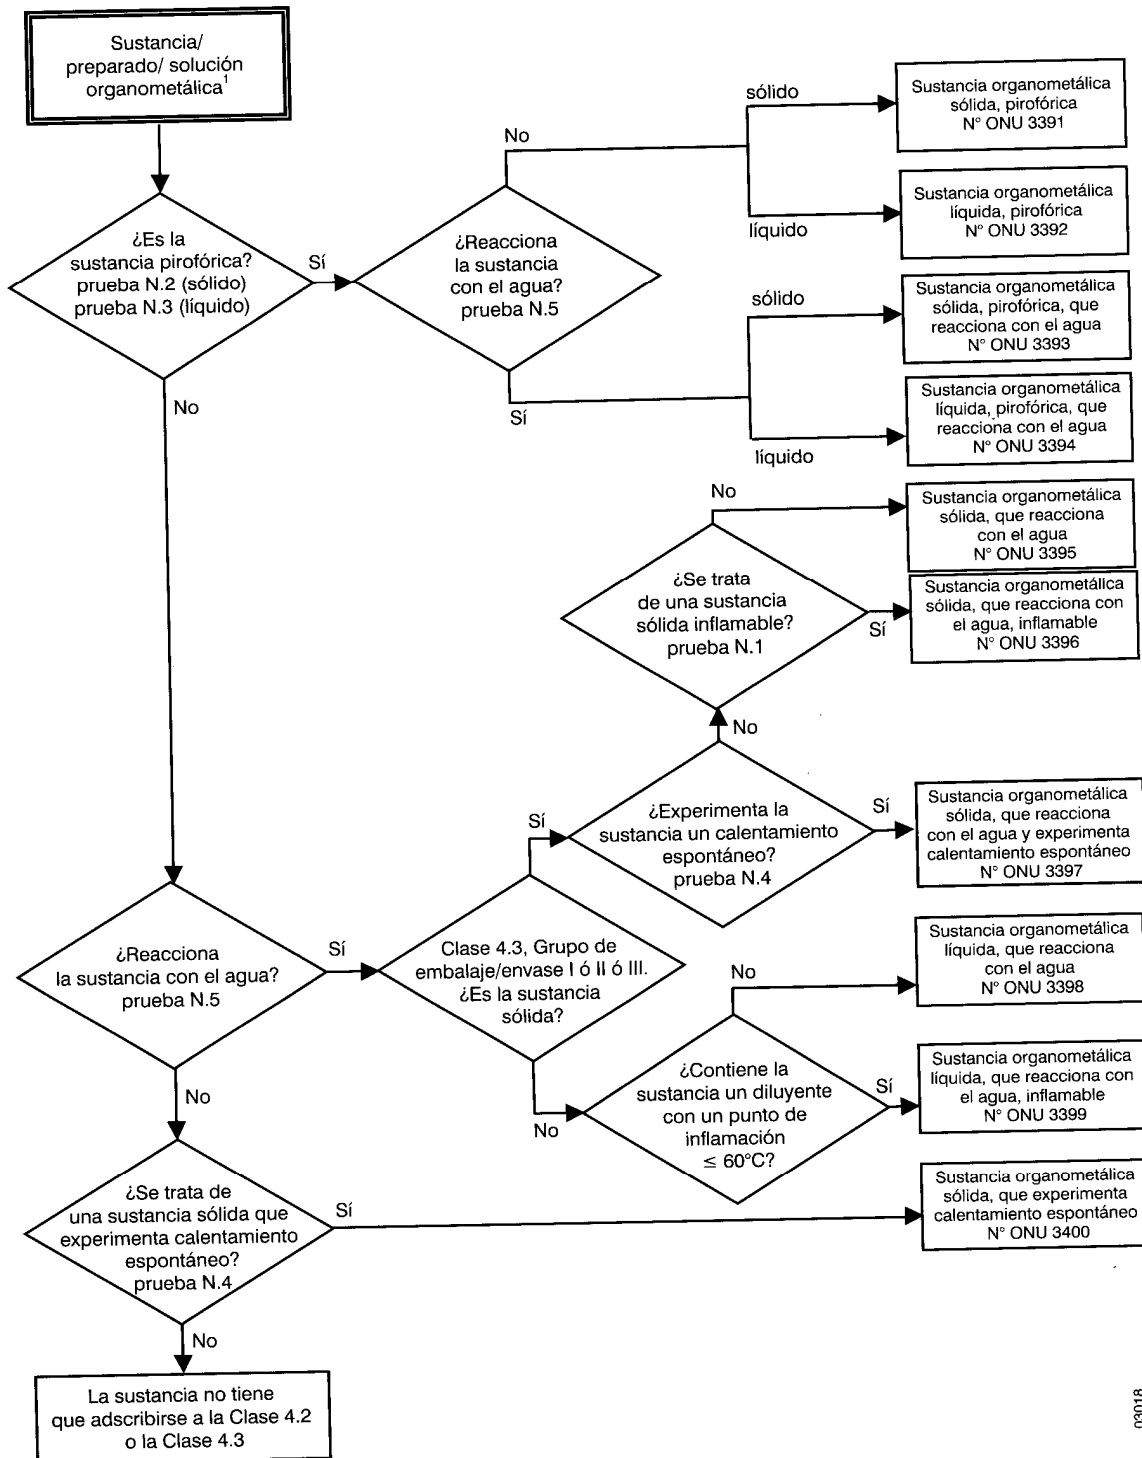 Sustancia/
preparado/ solución
organometálica¹
¿Es la
sustancia pirofórica?
prueba N.2 (sólido)
prueba N.3 (líquido)
Sí
No
¿Reacciona
la sustancia
con el agua?
prueba N.5
No
sólido
Sustancia organometálica
sólida, pirofórica
N° ONU 3391
líquido
Sustancia organometálica
líquida, pirofórica
N° ONU 3392
Sí
sólido
Sustancia organometálica
sólida, pirofórica, que
reacciona con el agua
N° ONU 3393
líquido
Sustancia organometálica
líquida, pirofórica, que
reacciona con el agua
N° ONU 3394
No
Sustancia organometálica
sólida, que reacciona
con el agua
N° ONU 3395
¿Se trata
de una sustancia
sólida inflamable?
prueba N.1
Sí
Sustancia organometálica
sólida, que reacciona con
el agua, inflamable
N° ONU 3396
No
¿Experimenta la
sustancia un calentamiento
espontáneo?
prueba N.4
Sí
Sustancia organometálica
sólida, que reacciona
con el agua y experimenta
calentamiento espontáneo
N° ONU 3397
Sí
¿Reacciona
la sustancia con el agua?
prueba N.5
Sí
Clase 4.3, Grupo de
embalaje/envase I ó II ó III.
¿Es la sustancia
sólida?
No
Sustancia organometálica
líquida, que reacciona
con el agua
N° ONU 3398
No
¿Contiene la
sustancia un diluyente
con un punto de
inflamación
≤ 60°C?
Sí
Sustancia organometálica
líquida, que reacciona con
el agua, inflamable
N° ONU 3399
No
¿Se trata de
una sustancia sólida que
experimenta calentamiento
espontáneo?
prueba N.4
Sí
Sustancia organometálica
sólida, que experimenta
calentamiento espontáneo
N° ONU 3400
No
La sustancia no tiene
que adscribirse a la Clase 4.2
o la Clase 4.3
03018